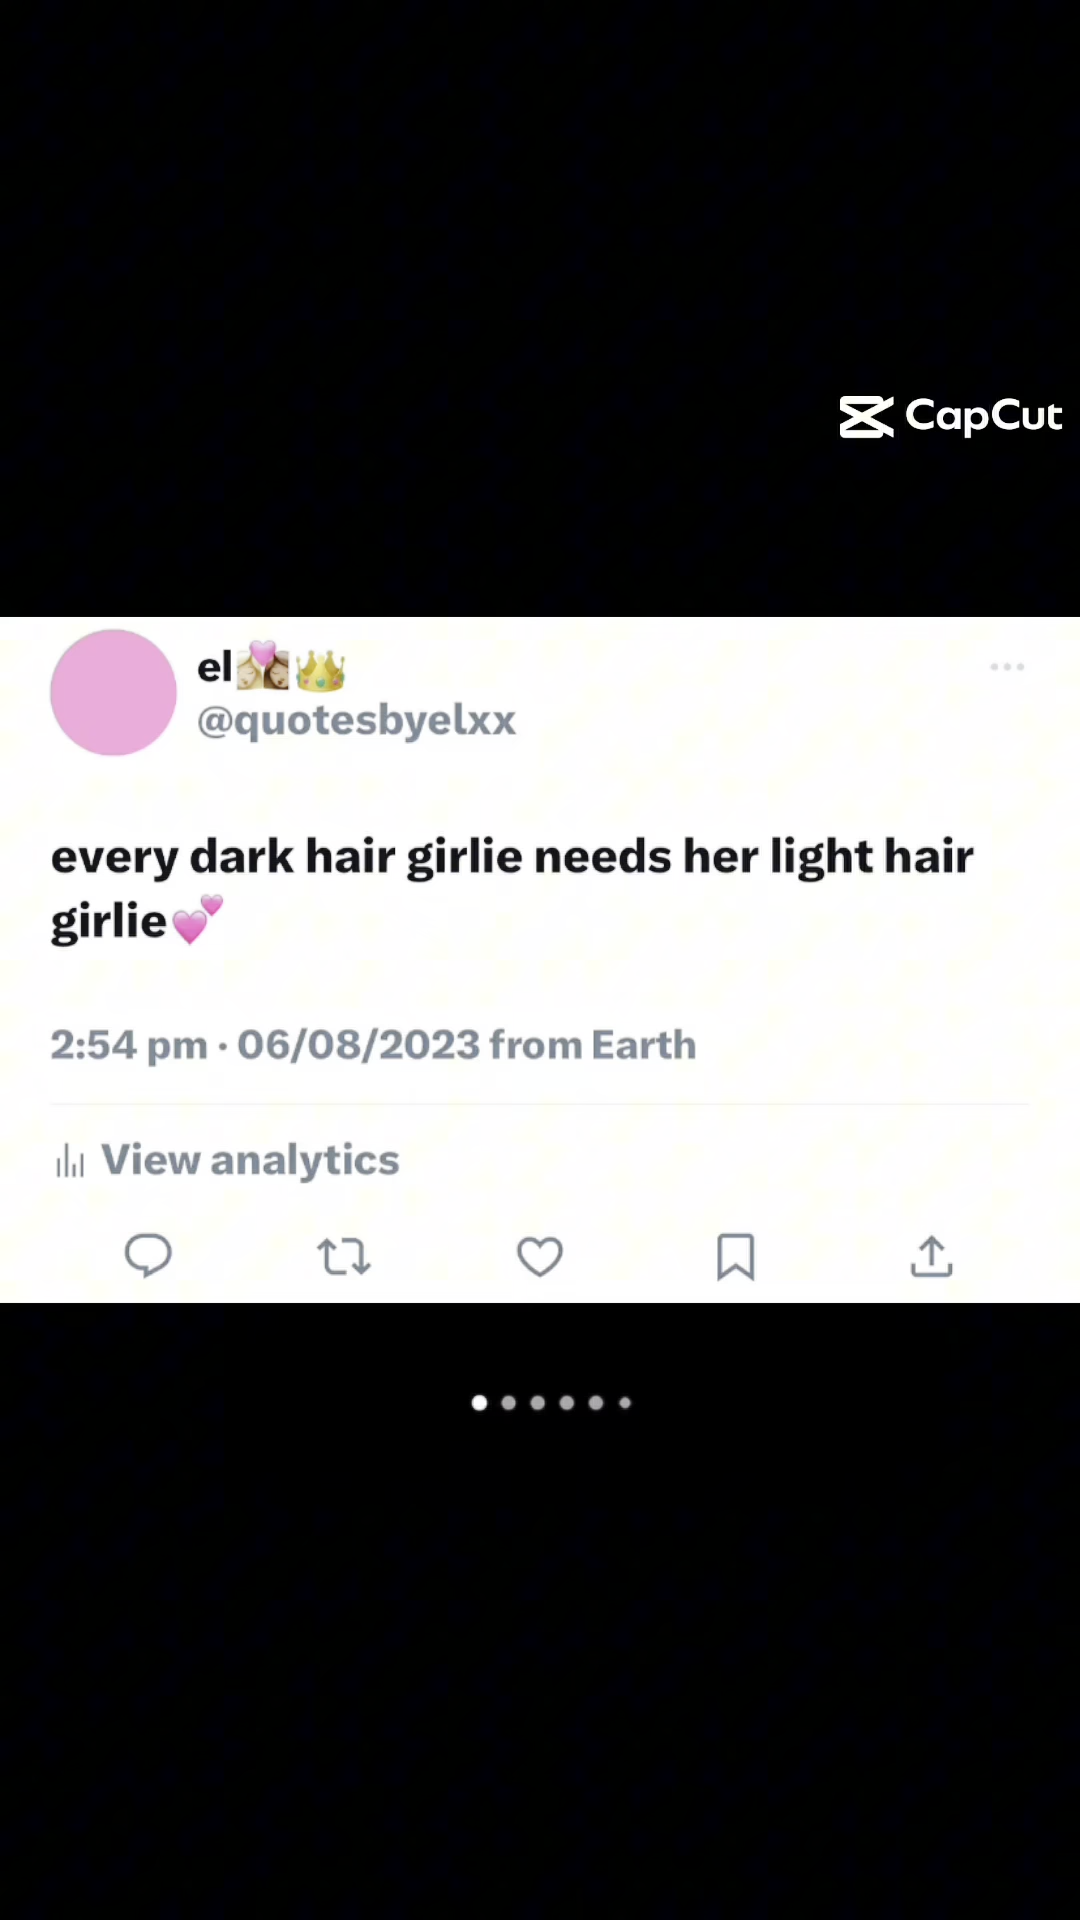 CapCut
el👩‍❤️‍👩👑
@quotesbyelxx
every dark hair girlie needs her light hair
girlie💕
2:54 pm · 06/08/2023 from Earth
View analytics